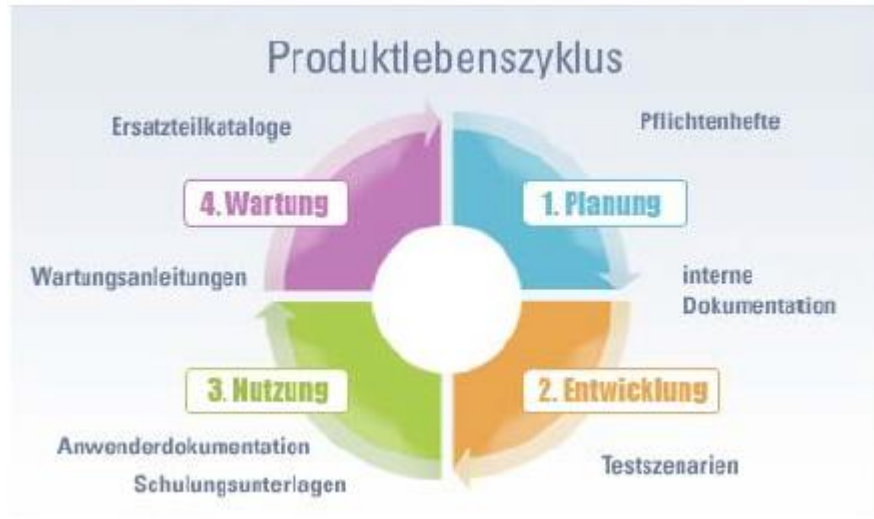 Produktlebenszyklus
Ersatzteilkataloge
Pflichtenhefte
4. Wartung
1. Planung
Wartungsanleitungen
interne
Dokumentation
3. Nutzung
2. Entwicklung
Anwenderdokumentation
Schulungsunterlagen
Testszenarien